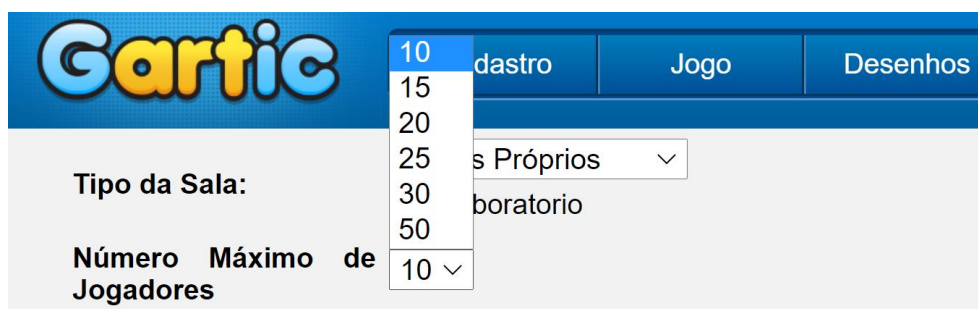 Gartic
dastro Jogo Desenhos
10
15
20
25
30
50
s Próprios
Tipo da Sala:
boratorio
Número Máximo de
Jogadores
10